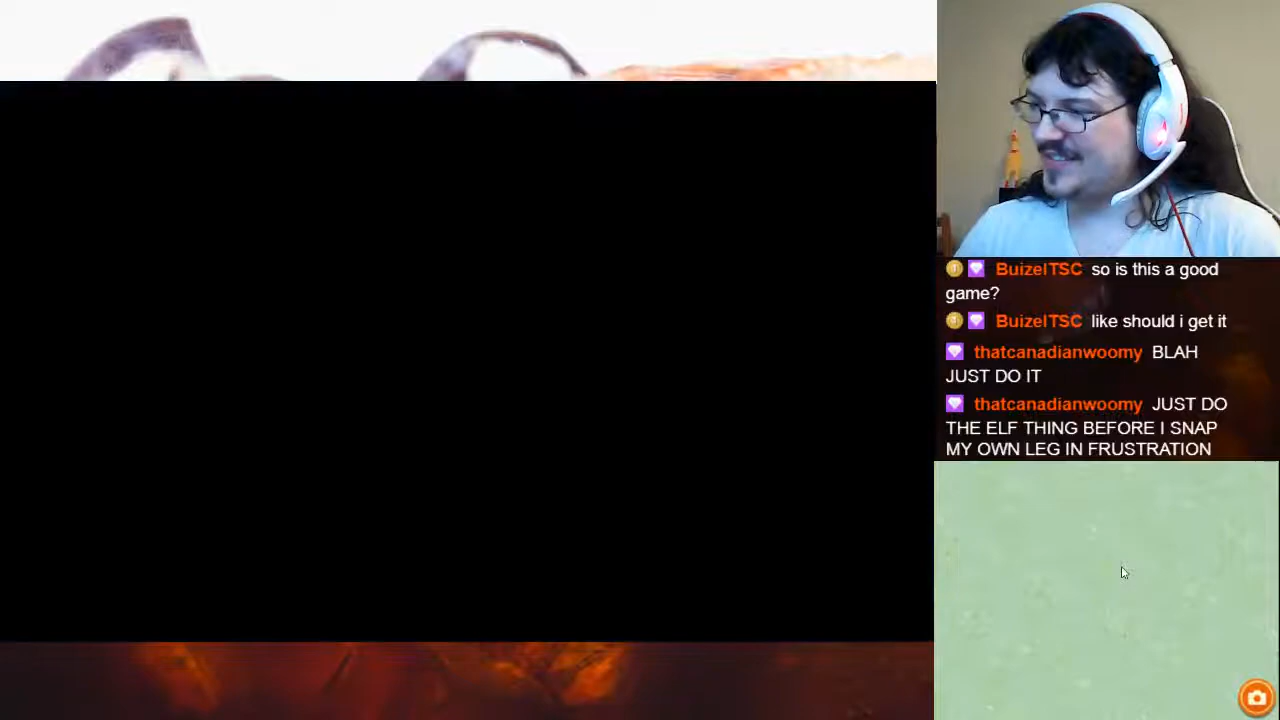 BuizelTSC so is this a good
game?
BuizelTSC like should i get it
thatcanadianwoomy BLAH
JUST DO IT
thatcanadianwoomy JUST DO
THE ELF THING BEFORE I SNAP
MY OWN LEG IN FRUSTRATION